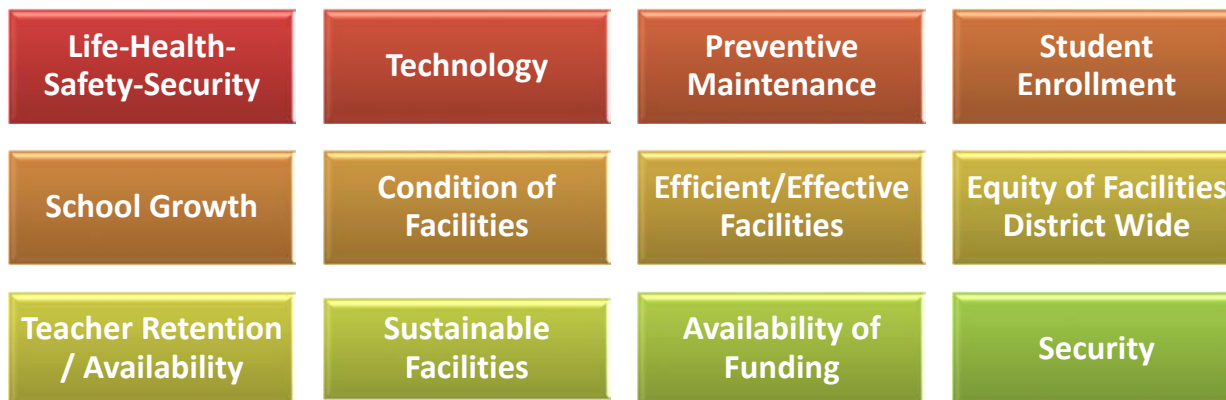 Life-Health-
Safety-Security
Technology
Preventive
Maintenance
Student
Enrollment
School Growth
Condition of
Facilities
Efficient/Effective
Facilities
Equity of Facilities
District Wide
Teacher Retention
/ Availability
Sustainable
Facilities
Availability of
Funding
Security